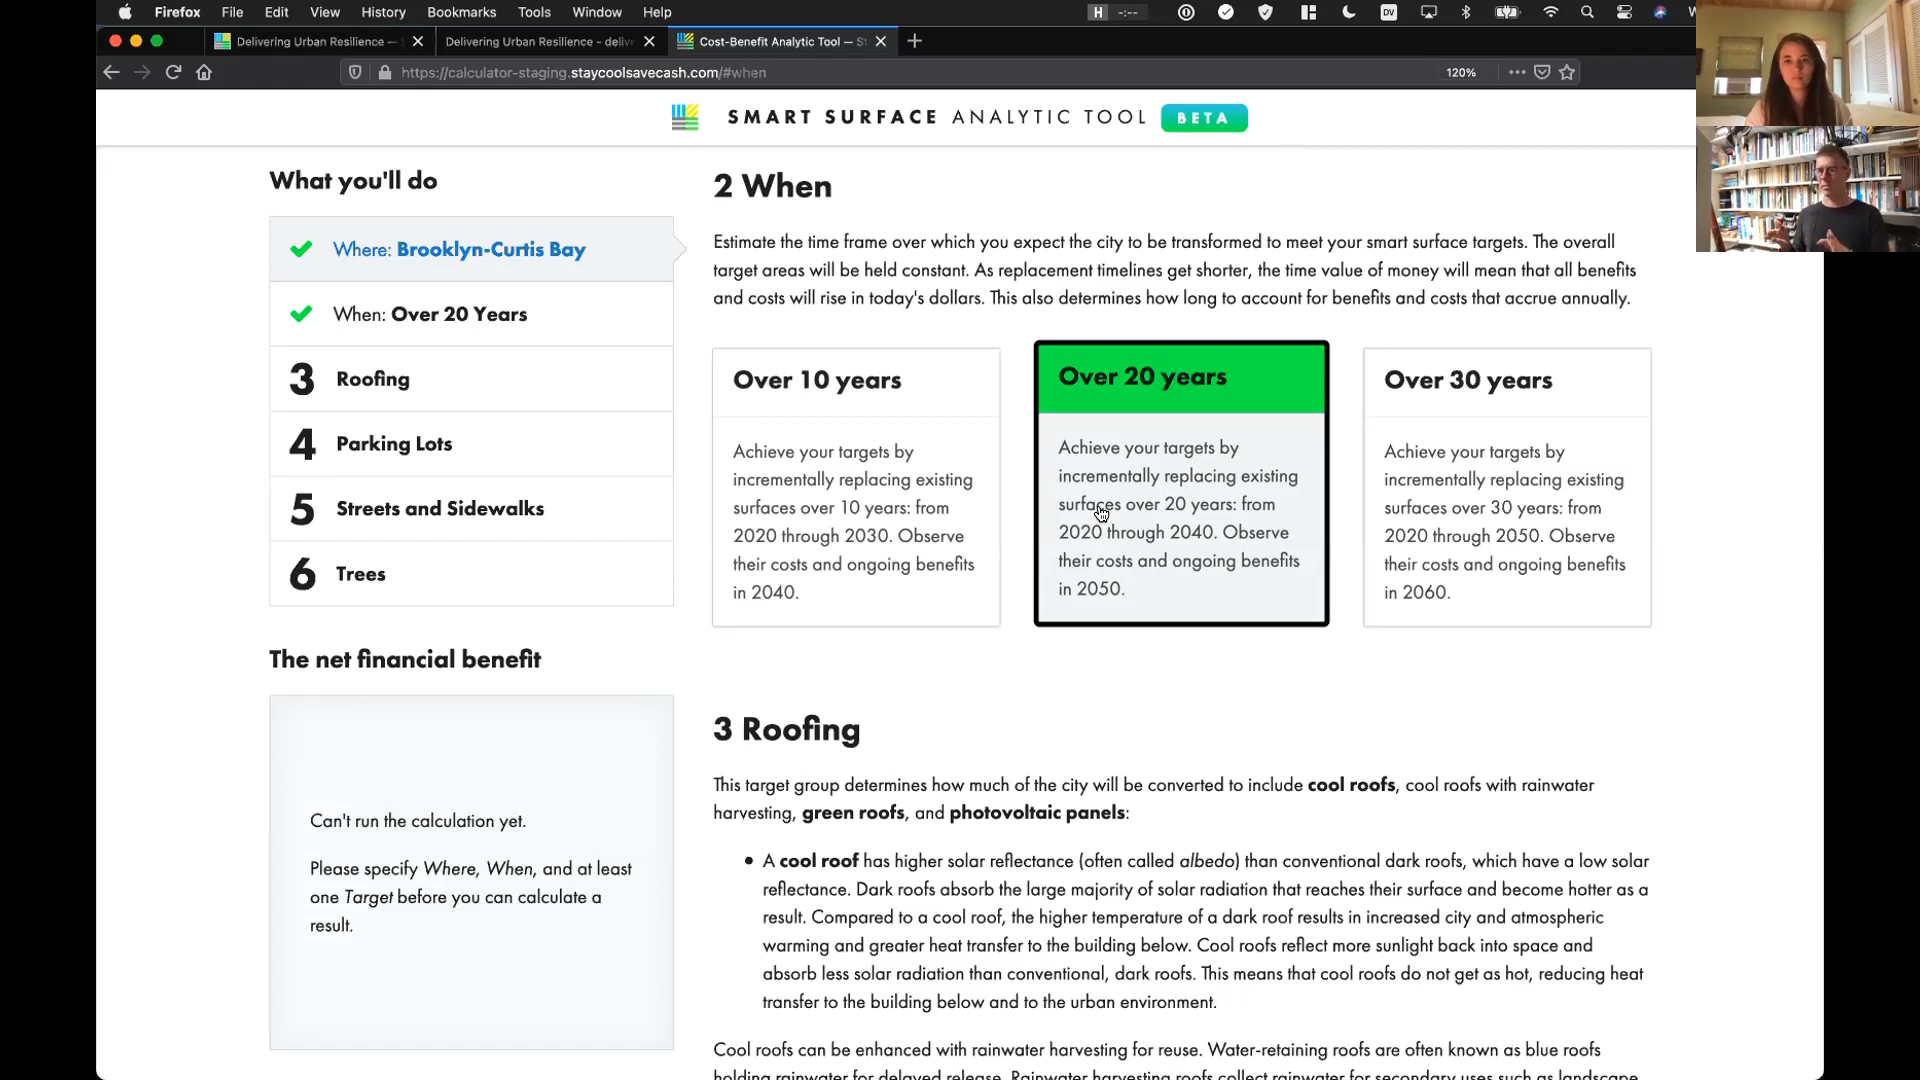 Firefox File Edit View History Bookmarks Tools Window Help
H -:--
DV
Delivering Urban Resilience —
Delivering Urban Resilience - deliv
Cost-Benefit Analytic Tool — St
https://calculator-staging.staycoolsavecash.com/#when
120%
SMART SURFACE ANALYTIC TOOL BETA
What you'll do
Where: Brooklyn-Curtis Bay
When: Over 20 Years
3 Roofing
4 Parking Lots
5 Streets and Sidewalks
6 Trees
The net financial benefit
Can't run the calculation yet.
Please specify Where, When, and at least
one Target before you can calculate a
result.
2 When
Estimate the time frame over which you expect the city to be transformed to meet your smart surface targets. The overall
target areas will be held constant. As replacement timelines get shorter, the time value of money will mean that all benefits
and costs will rise in today's dollars. This also determines how long to account for benefits and costs that accrue annually.
Over 10 years
Achieve your targets by
incrementally replacing existing
surfaces over 10 years: from
2020 through 2030. Observe
their costs and ongoing benefits
in 2040.
Over 20 years
Achieve your targets by
incrementally replacing existing
surfaces over 20 years: from
2020 through 2040. Observe
their costs and ongoing benefits
in 2050.
Over 30 years
Achieve your targets by
incrementally replacing existing
surfaces over 30 years: from
2020 through 2050. Observe
their costs and ongoing benefits
in 2060.
3 Roofing
This target group determines how much of the city will be converted to include cool roofs, cool roofs with rainwater
harvesting, green roofs, and photovoltaic panels:
• A cool roof has higher solar reflectance (often called albedo) than conventional dark roofs, which have a low solar
reflectance. Dark roofs absorb the large majority of solar radiation that reaches their surface and become hotter as a
result. Compared to a cool roof, the higher temperature of a dark roof results in increased city and atmospheric
warming and greater heat transfer to the building below. Cool roofs reflect more sunlight back into space and
absorb less solar radiation than conventional, dark roofs. This means that cool roofs do not get as hot, reducing heat
transfer to the building below and to the urban environment.
Cool roofs can be enhanced with rainwater harvesting for reuse. Water-retaining roofs are often known as blue roofs
holding rainwater for delayed release. Rainwater harvesting roofs collect rainwater for secondary uses such as landscape